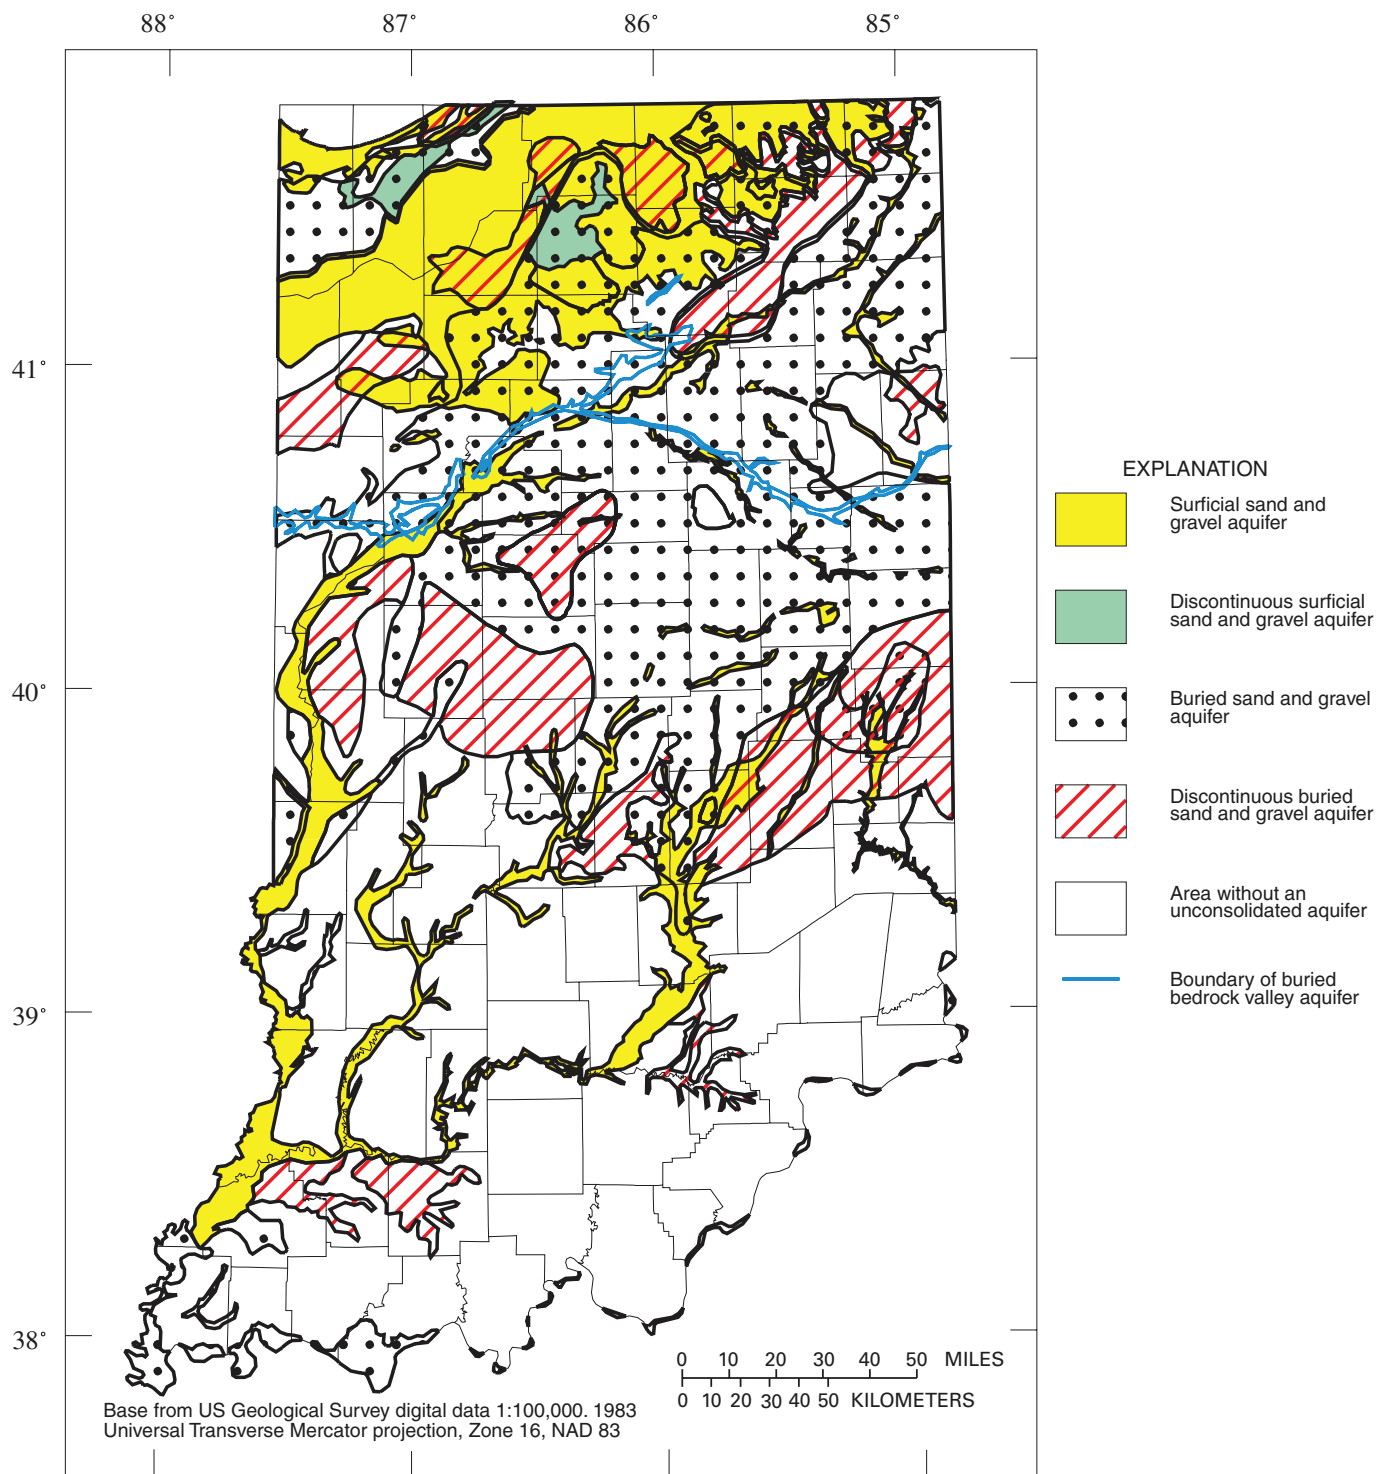 88°
87°
86°
85°
41°
40°
39°
38°
EXPLANATION
Surficial sand and
gravel aquifer
Discontinuous surficial
sand and gravel aquifer
Buried sand and gravel
aquifer
Discontinuous buried
sand and gravel aquifer
Area without an
unconsolidated aquifer
Boundary of buried
bedrock valley aquifer
0 10 20 30 40 50 MILES
0 10 20 30 40 50 KILOMETERS
Base from US Geological Survey digital data 1:100,000. 1983
Universal Transverse Mercator projection, Zone 16, NAD 83